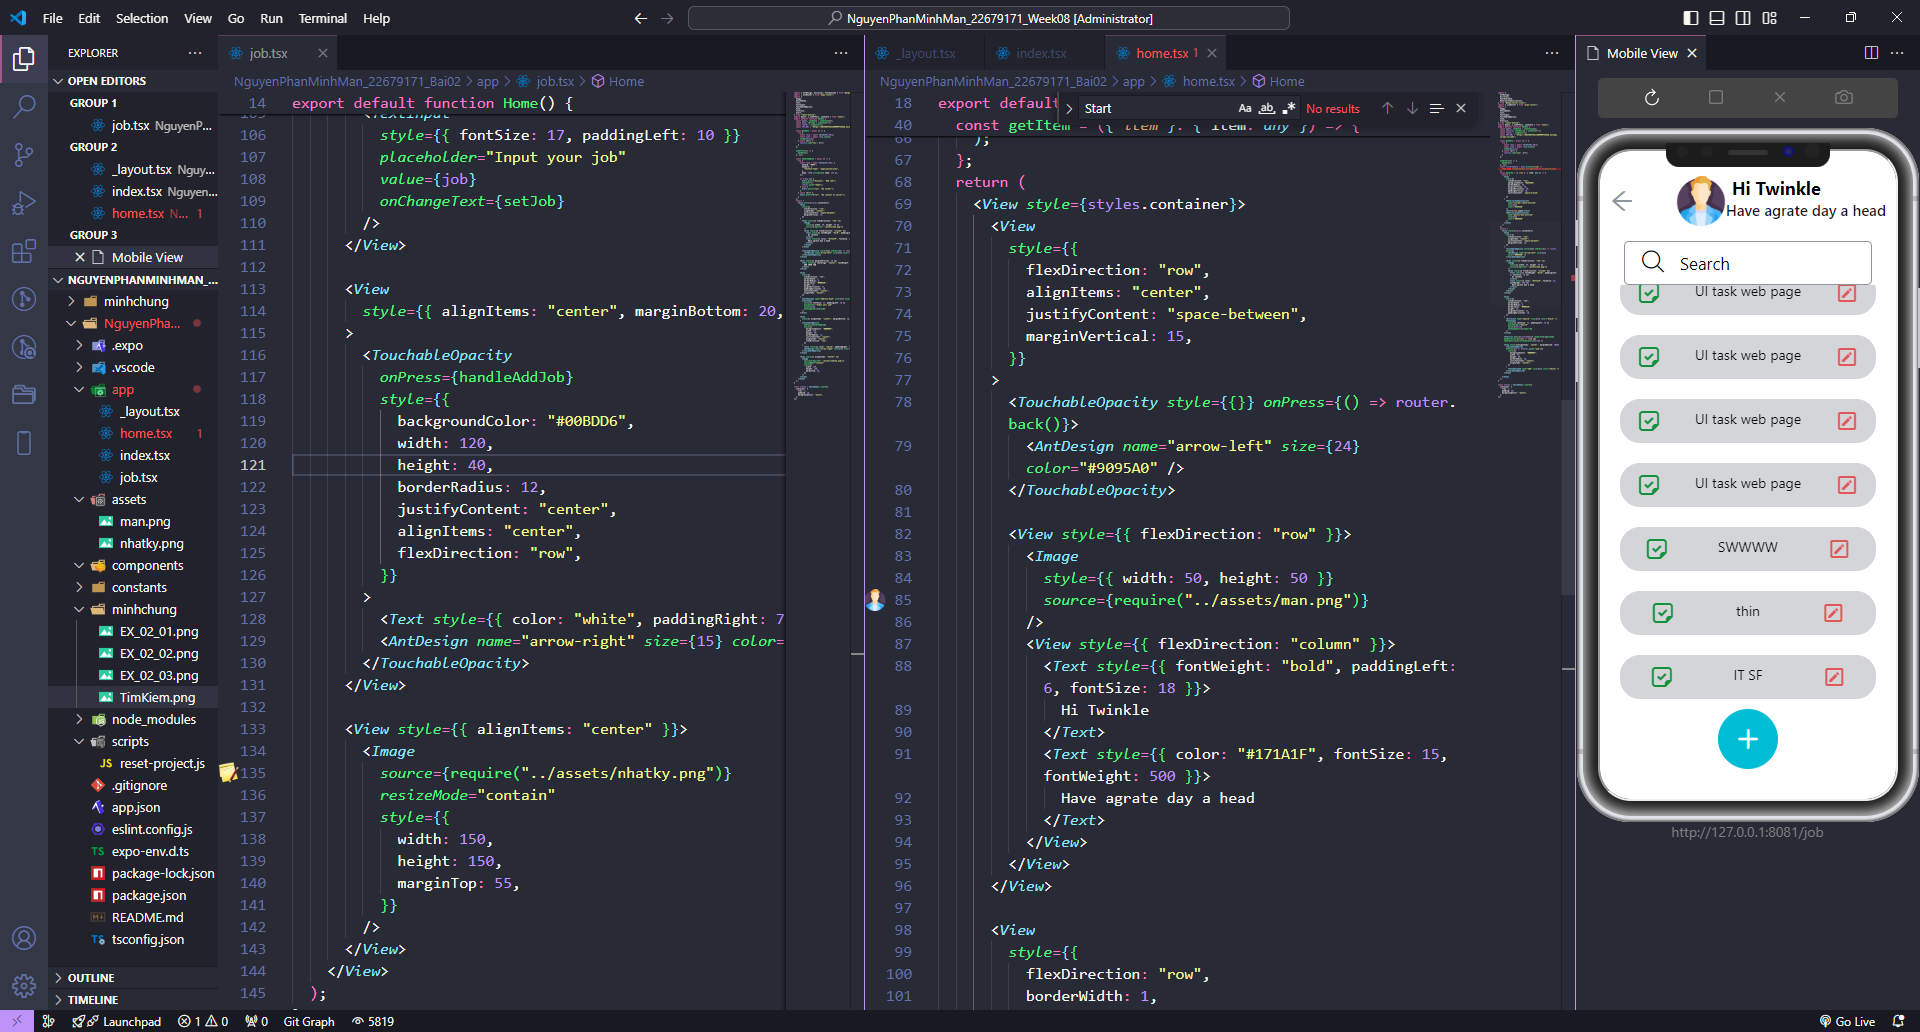 File Edit Selection View Go Run Terminal Help
NguyenPhanMinhMan_22679171_Week08 [Administrator]
EXPLORER
OPEN EDITORS
GROUP 1
job.tsx NguyenP...
GROUP 2
_layout.tsx Nguy...
index.tsx Nguyen...
home.tsx N... 1
GROUP 3
Mobile View
NGUYENPHANMINHMAN_...
minhchung
NguyenPha...
.expo
.vscode
app
_layout.tsx
home.tsx 1
index.tsx
job.tsx
assets
man.png
nhatky.png
components
constants
minhchung
EX_02_01.png
EX_02_02.png
EX_02_03.png
TimKiem.png
node_modules
scripts
JS reset-project.js
.gitignore
app.json
eslint.config.js
TS expo-env.d.ts
package-lock.json
package.json
README.md
tsconfig.json
OUTLINE
TIMELINE
job.tsx
NguyenPhanMinhMan_22679171_Bai02 > app > job.tsx > Home
14 export default function Home() {
105 <TextInput
106 style={{ fontSize: 17, paddingLeft: 10 }}
107 placeholder="Input your job"
108 value={job}
109 onChangeText={setJob}
110 />
111 </View>
112
113 <View
114 style={{ alignItems: "center", marginBottom: 20,
115 >
116 <TouchableOpacity
117 onPress={handleAddJob}
118 style={{
119 backgroundColor: "#00BDD6",
120 width: 120,
121 height: 40,
122 borderRadius: 12,
123 justifyContent: "center",
124 alignItems: "center",
125 flexDirection: "row",
126 }}
127 >
128 <Text style={{ color: "white", paddingRight: 7
129 <AntDesign name="arrow-right" size={15} color=
130 </TouchableOpacity>
131 </View>
132
133 <View style={{ alignItems: "center" }}>
134 <Image
135 source={require("../assets/nhatky.png")}
136 resizeMode="contain"
137 style={{
138 width: 150,
139 height: 150,
140 marginTop: 55,
141 }}
142 />
143 </View>
144 </View>
145 );
_layout.tsx index.tsx home.tsx 1
NguyenPhanMinhMan_22679171_Bai02 > app > home.tsx > Home
Start Aa ab .* No results
18 export default
40 const getItem = ({ item }: { item: any }) => {
66 );
67 };
68 return (
69 <View style={styles.container}>
70 <View
71 style={{
72 flexDirection: "row",
73 alignItems: "center",
74 justifyContent: "space-between",
75 marginVertical: 15,
76 }}
77 >
78 <TouchableOpacity style={{}} onPress={() => router.
back()}>
79 <AntDesign name="arrow-left" size={24}
color="#9095A0" />
80 </TouchableOpacity>
81
82 <View style={{ flexDirection: "row" }}>
83 <Image
84 style={{ width: 50, height: 50 }}
85 source={require("../assets/man.png")}
86 />
87 <View style={{ flexDirection: "column" }}>
88 <Text style={{ fontWeight: "bold", paddingLeft:
6, fontSize: 18 }}>
89 Hi Twinkle
90 </Text>
91 <Text style={{ color: "#171A1F", fontSize: 15,
fontWeight: 500 }}>
92 Have agrate day a head
93 </Text>
94 </View>
95 </View>
96 </View>
97
98 <View
99 style={{
100 flexDirection: "row",
101 borderWidth: 1,
Mobile View
Hi Twinkle
Have agrate day a head
Search
UI task web page
UI task web page
UI task web page
UI task web page
SWWWW
thin
IT SF
+
http://127.0.0.1:8081/job
Launchpad 1 0 0 Git Graph 5819 Go Live